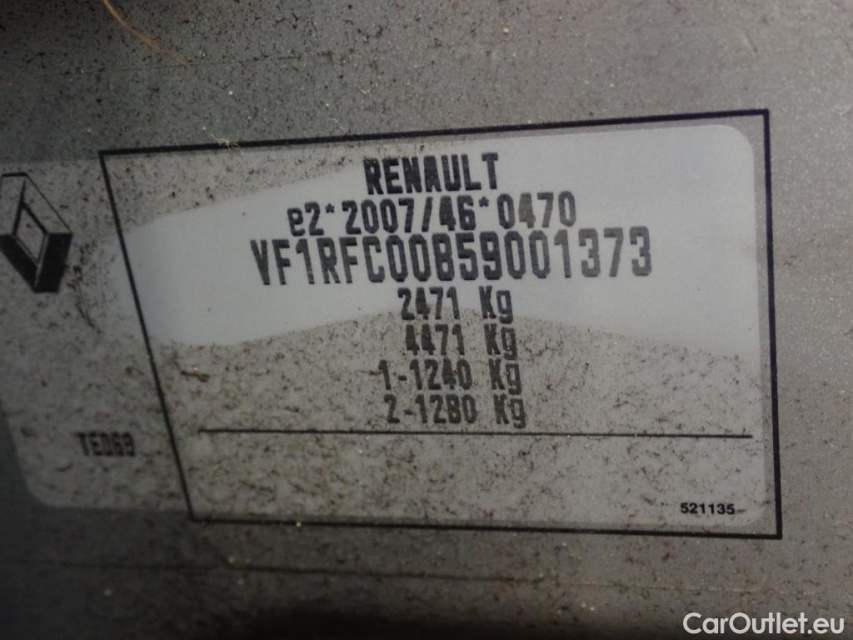 RENAULT
e2*2007/46*0470
VF1RFC00859001373
2471 Kg
4471 Kg
1-1240 Kg
2-1280 Kg
TED69
521135
CarOutlet.eu